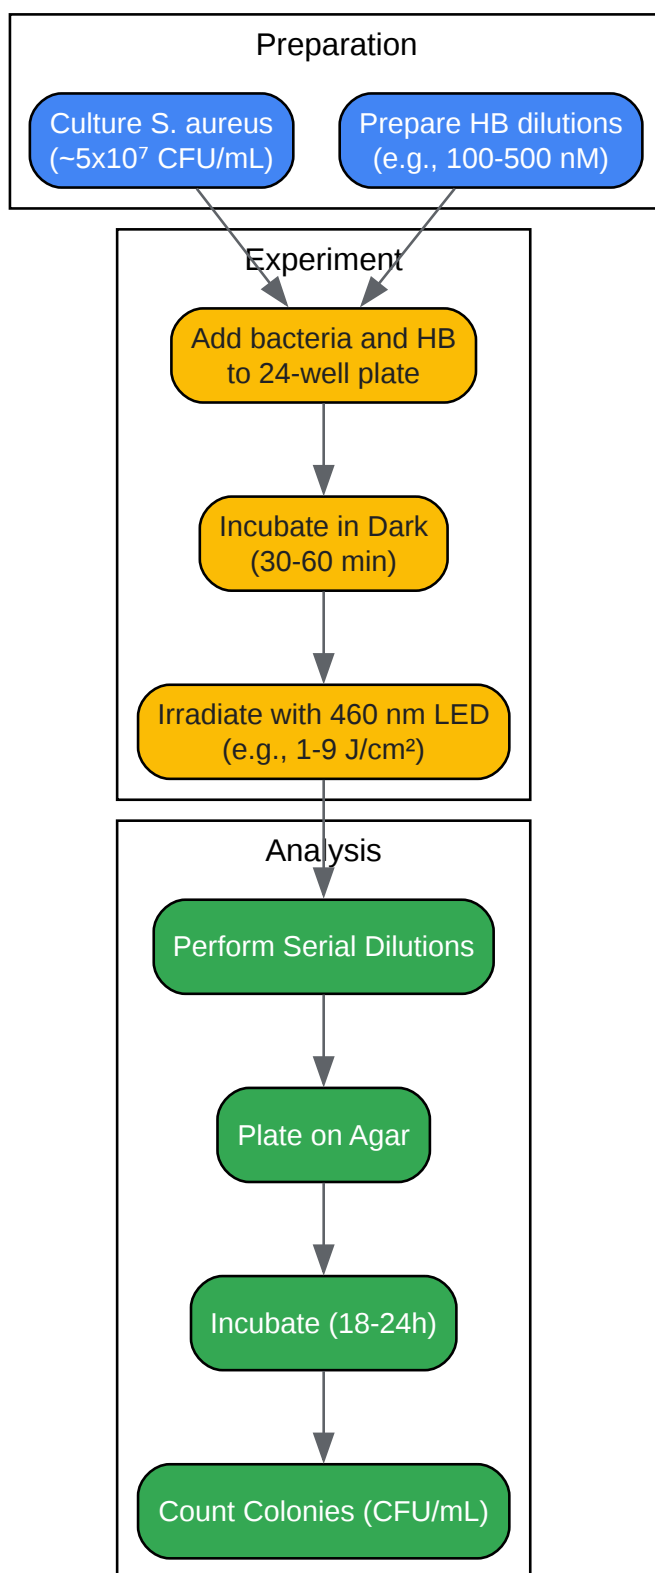 Preparation
Culture S. aureus
(~5x10⁷ CFU/mL)
Prepare HB dilutions
(e.g., 100-500 nM)
Experiment
Add bacteria and HB
to 24-well plate
Incubate in Dark
(30-60 min)
Irradiate with 460 nm LED
(e.g., 1-9 J/cm²)
Analysis
Perform Serial Dilutions
Plate on Agar
Incubate (18-24h)
Count Colonies (CFU/mL)